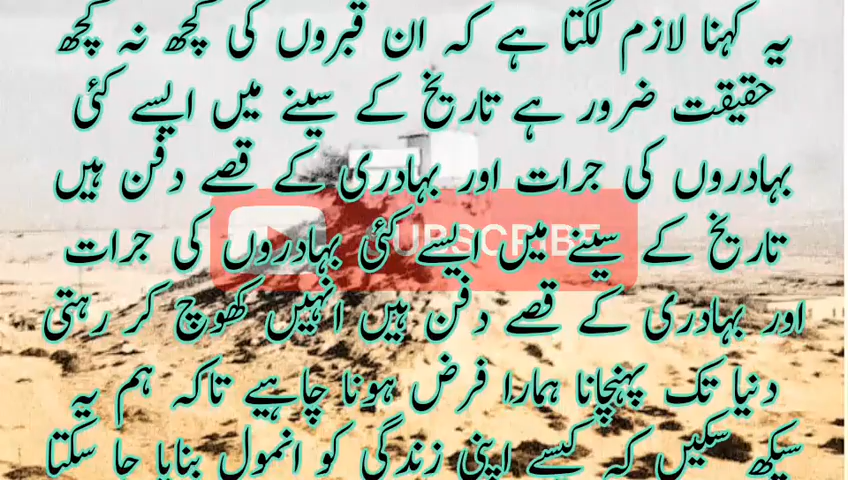 یہ کہنا لازم لگتا ہے کہ ان قبروں کی کچھ نہ کچھ
حقیقت ضرور ہے تاریخ کے سینے میں ایسے کئی
بہادروں کی جرات اور بہادری کے قصے دفن ہیں
تاریخ کے سینے میں ایسے کئی بہادروں کی جرات
SUBSCRIBE
اور بہادری کے قصے دفن ہیں انہیں کھوچ کر رہتی
دنیا تک پہنچانا ہمارا فرض ہونا چاہیے تاکہ ہم یہ
سیکھ سکیں کہ کیسے اپنی زندگی کو انمول بنایا جا سکتا